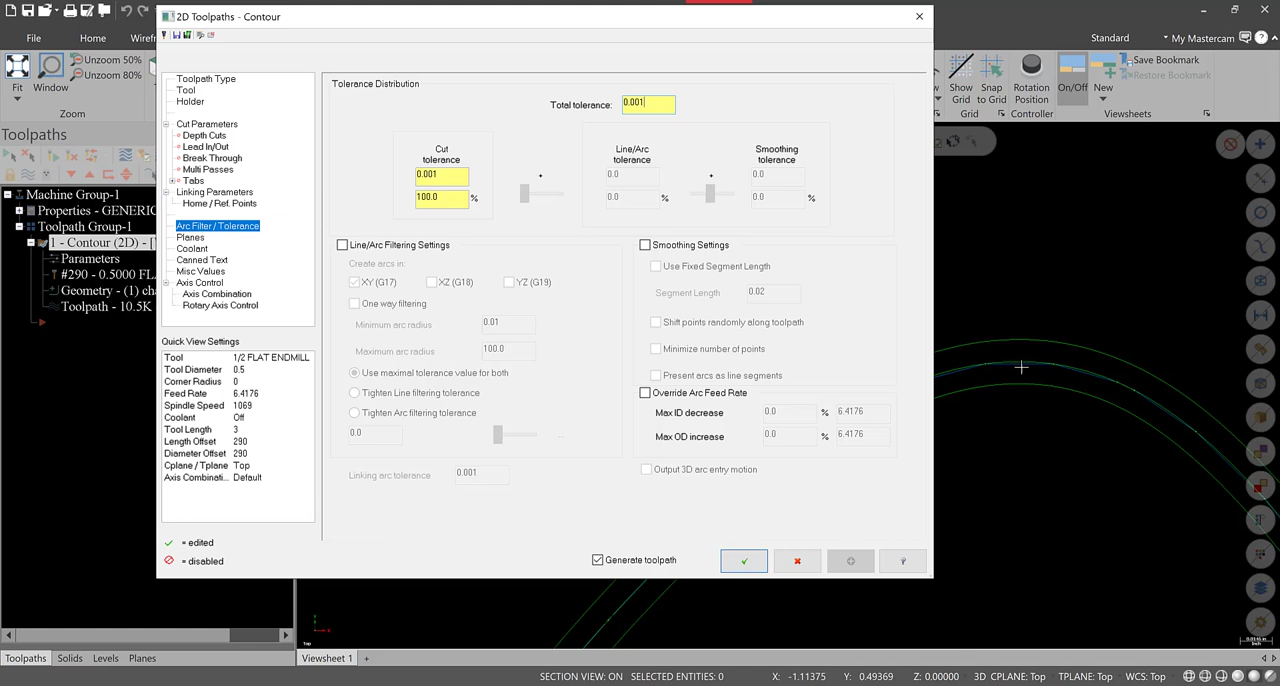 2D Toolpaths - Contour
File
Home
Wirefr
Standard
My Mastercam
Fit
Window
Unzoom 50%
Unzoom 80%
Zoom
Show Grid
Snap to Grid
Grid
Rotation Position
Controller
On/Off
New
Save Bookmark
Restore Bookmark
Viewsheets
Toolpaths
Machine Group-1
Properties - GENERIC
Toolpath Group-1
1 - Contour (2D) - [
Parameters
#290 - 0.5000 FLA
Geometry - (1) cha
Toolpath - 10.5K
Toolpath Type
Tool
Holder
Cut Parameters
Depth Cuts
Lead In/Out
Break Through
Multi Passes
Tabs
Linking Parameters
Home / Ref. Points
Arc Filter / Tolerance
Planes
Coolant
Canned Text
Misc Values
Axis Control
Axis Combination
Rotary Axis Control
Quick View Settings
Tool 1/2 FLAT ENDMILL
Tool Diameter 0.5
Corner Radius 0
Feed Rate 6.4176
Spindle Speed 1069
Coolant Off
Tool Length 3
Length Offset 290
Diameter Offset 290
Cplane / Tplane Top
Axis Combinati... Default
= edited
= disabled
Tolerance Distribution
Total tolerance: 0.001
Cut tolerance
0.001
100.0 %
Line/Arc tolerance
0.0
0.0 %
Smoothing tolerance
0.0
0.0 %
Line/Arc Filtering Settings
Create arcs in:
XY (G17) XZ (G18) YZ (G19)
One way filtering
Minimum arc radius 0.01
Maximum arc radius 100.0
Use maximal tolerance value for both
Tighten Line filtering tolerance
Tighten Arc filtering tolerance
0.0 ...
Linking arc tolerance 0.001
Smoothing Settings
Use Fixed Segment Length
Segment Length 0.02
Shift points randomly along toolpath
Minimize number of points
Present arcs as line segments
Override Arc Feed Rate
Max ID decrease 0.0 % 6.4176
Max OD increase 0.0 % 6.4176
Output 3D arc entry motion
Generate toolpath
Toolpaths Solids Levels Planes
Viewsheet 1 +
SECTION VIEW: ON SELECTED ENTITIES: 0 X: -1.11375 Y: 0.49369 Z: 0.00000 3D CPLANE: Top TPLANE: Top WCS: Top